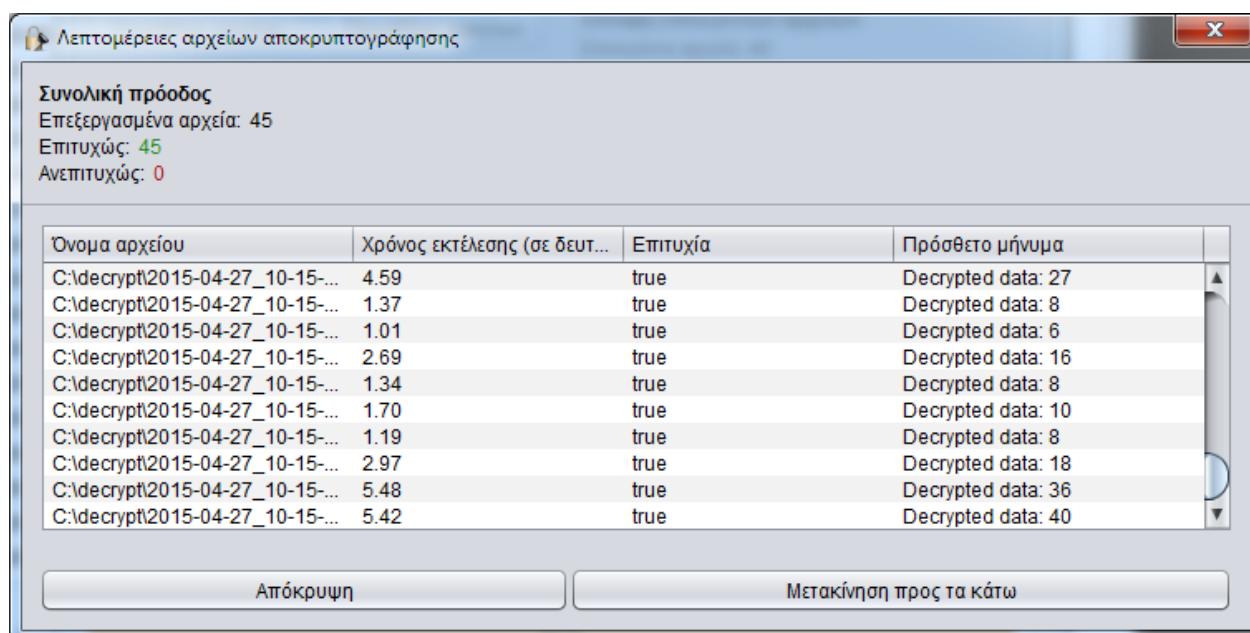 Λεπτομέρειες αρχείων αποκρυπτογράφησης
Συνολική πρόοδος
Επεξεργασμένα αρχεία: 45
Επιτυχώς: 45
Ανεπιτυχώς: 0
Όνομα αρχείου Χρόνος εκτέλεσης (σε δευτ... Επιτυχία Πρόσθετο μήνυμα
C:\decrypt\2015-04-27_10-15-... 4.59 true Decrypted data: 27
C:\decrypt\2015-04-27_10-15-... 1.37 true Decrypted data: 8
C:\decrypt\2015-04-27_10-15-... 1.01 true Decrypted data: 6
C:\decrypt\2015-04-27_10-15-... 2.69 true Decrypted data: 16
C:\decrypt\2015-04-27_10-15-... 1.34 true Decrypted data: 8
C:\decrypt\2015-04-27_10-15-... 1.70 true Decrypted data: 10
C:\decrypt\2015-04-27_10-15-... 1.19 true Decrypted data: 8
C:\decrypt\2015-04-27_10-15-... 2.97 true Decrypted data: 18
C:\decrypt\2015-04-27_10-15-... 5.48 true Decrypted data: 36
C:\decrypt\2015-04-27_10-15-... 5.42 true Decrypted data: 40
Απόκρυψη Μετακίνηση προς τα κάτω